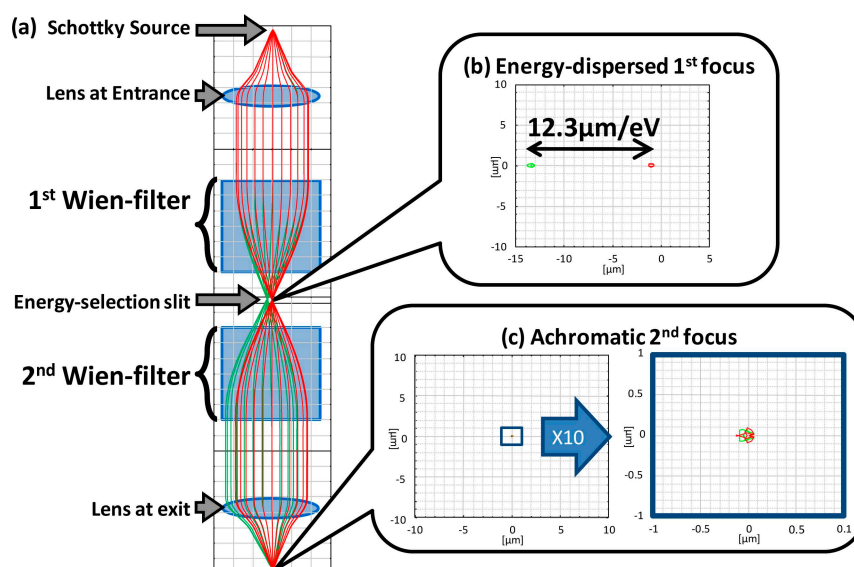 (a)
Schottky Source
Lens at Entrance
1st Wien-filter
Energy-selection slit
2nd Wien-filter
Lens at exit
(b) Energy-dispersed 1st focus
12.3μm/eV
10
5
0
-5
-10
[μm]
-15 -10 -5 0 5
[μm]
(c) Achromatic 2nd focus
10
5
0
-5
-10
[μm]
-10 -5 0 5 10
[μm]
X10
1
0.5
0
-0.5
-1
[μm]
-1 -0.5 0 0.5 0.1
[μm]